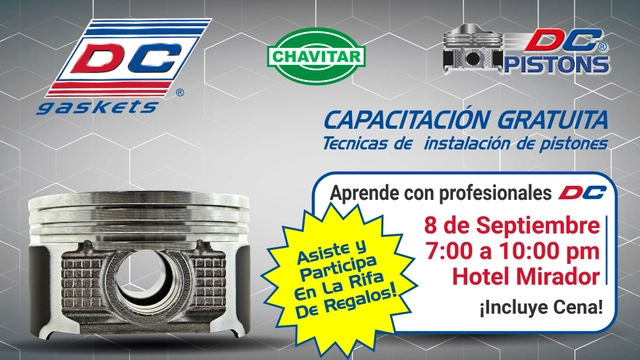 DC
gaskets ®
CHAVITAR
DC®
PISTONS
CAPACITACIÓN GRATUITA
Tecnicas de instalación de pistones
Aprende con profesionales DC
8 de Septiembre
7:00 a 10:00 pm
Hotel Mirador
¡Incluye Cena!
Asiste y
Participa
En La Rifa
De Regalos!